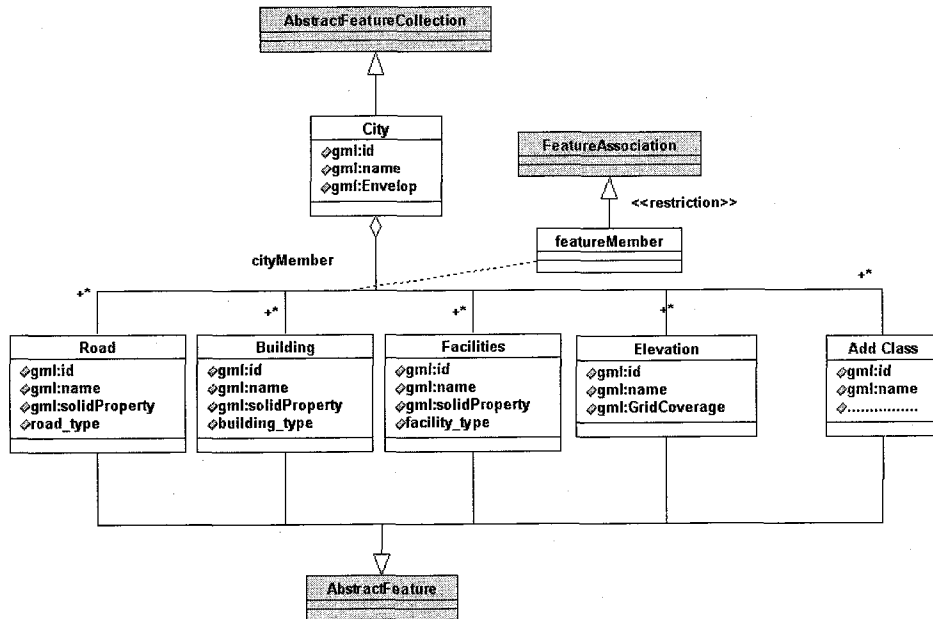 AbstractFeatureCollection
City
gml:id
gml:name
gml:Envelop
FeatureAssociation
<<restriction>>
featureMember
cityMember
+*
+*
+*
+*
+*
Road
gml:id
gml:name
gml:solidProperty
road_type
Building
gml:id
gml:name
gml:solidProperty
building_type
Facilities
gml:id
gml:name
gml:solidProperty
facility_type
Elevation
gml:id
gml:name
gml:GridCoverage
Add Class
gml:id
gml:name
................
AbstractFeature